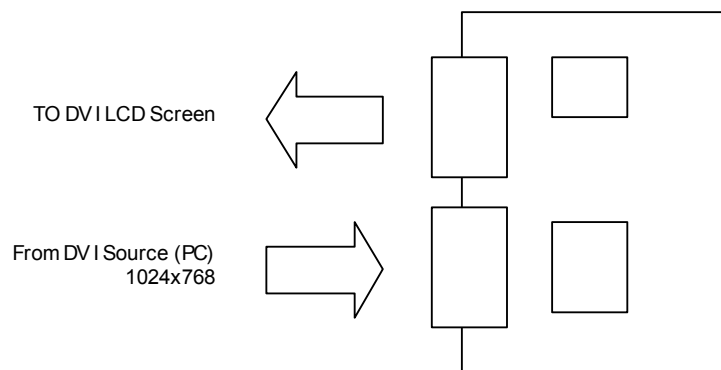 TO DVI LCD Screen
From DVI Source (PC)
1024x768